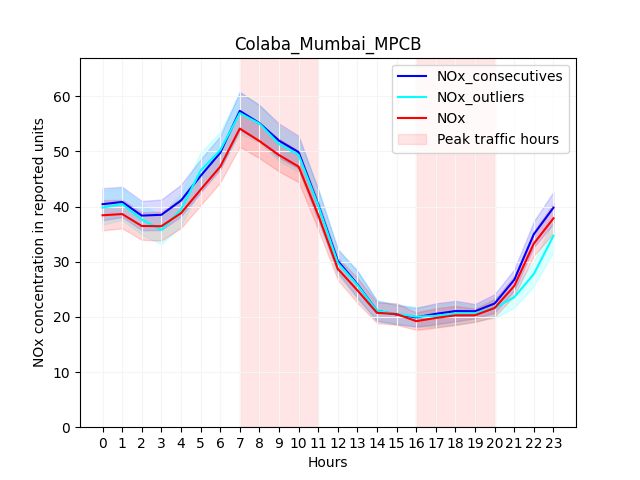 Colaba_Mumbai_MPCB
NOx_consecutives
NOx_outliers
NOx
Peak traffic hours
NOx concentration in reported units
60
50
40
30
20
10
0
0 1 2 3 4 5 6 7 8 9 10 11 12 13 14 15 16 17 18 19 20 21 22 23
Hours